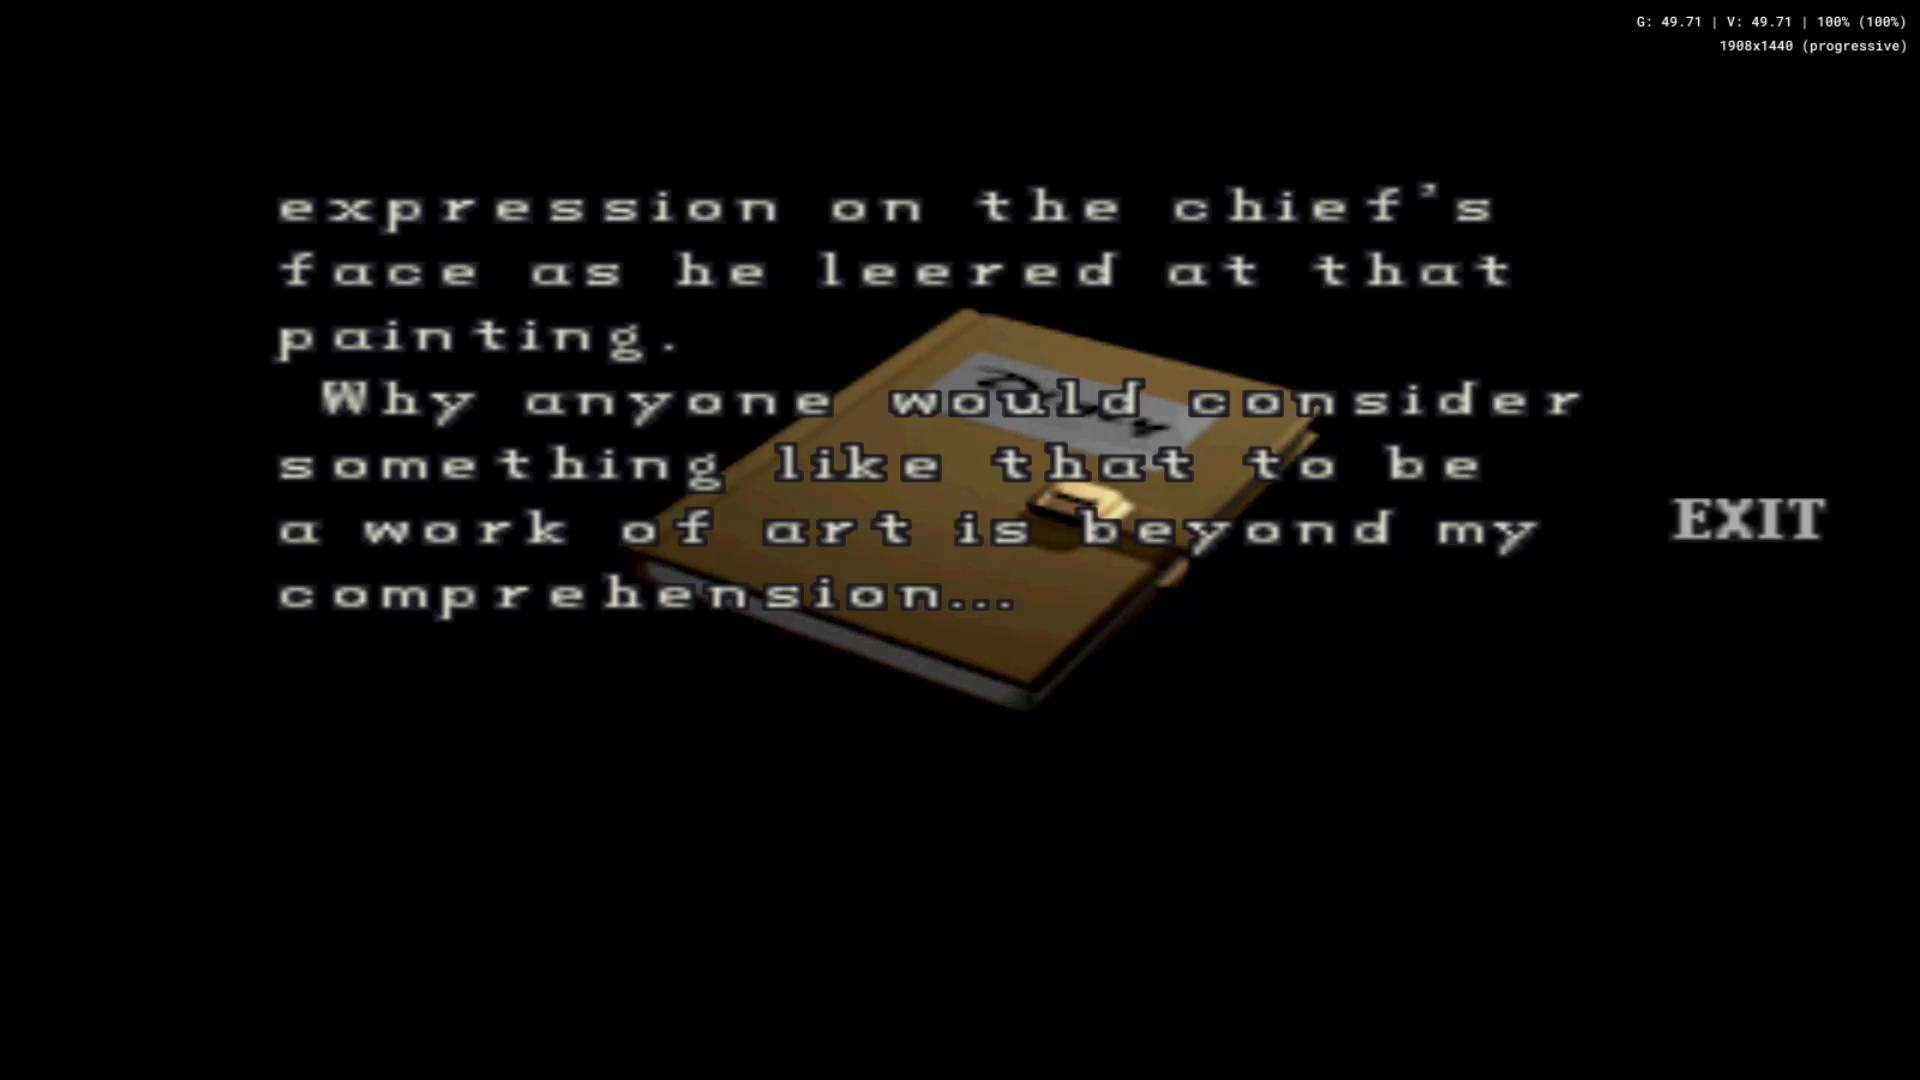 G: 49.71 | V: 49.71 | 100% (100%)
1908x1440 (progressive)
expression on the chief's
face as he leered at that
painting.
Why anyone would consider
something like that to be
a work of art is beyond my
comprehension...
EXIT
Diary